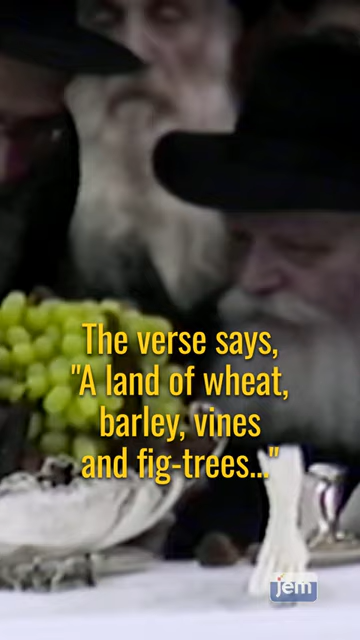 The verse says,
"A land of wheat,
barley, vines
and fig-trees..."
jem